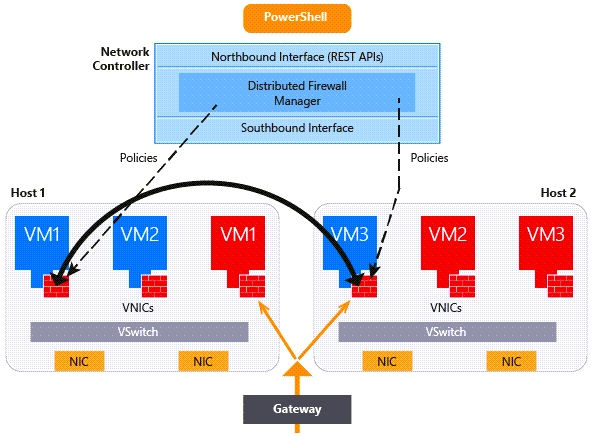 PowerShell
Network
Controller
Northbound Interface (REST APIs)
Distributed Firewall
Manager
Southbound Interface
Policies
Policies
Host 1
Host 2
VM1
VM2
VM1
VM3
VM2
VM3
VNICs
VNICs
VSwitch
VSwitch
NIC
NIC
NIC
NIC
Gateway